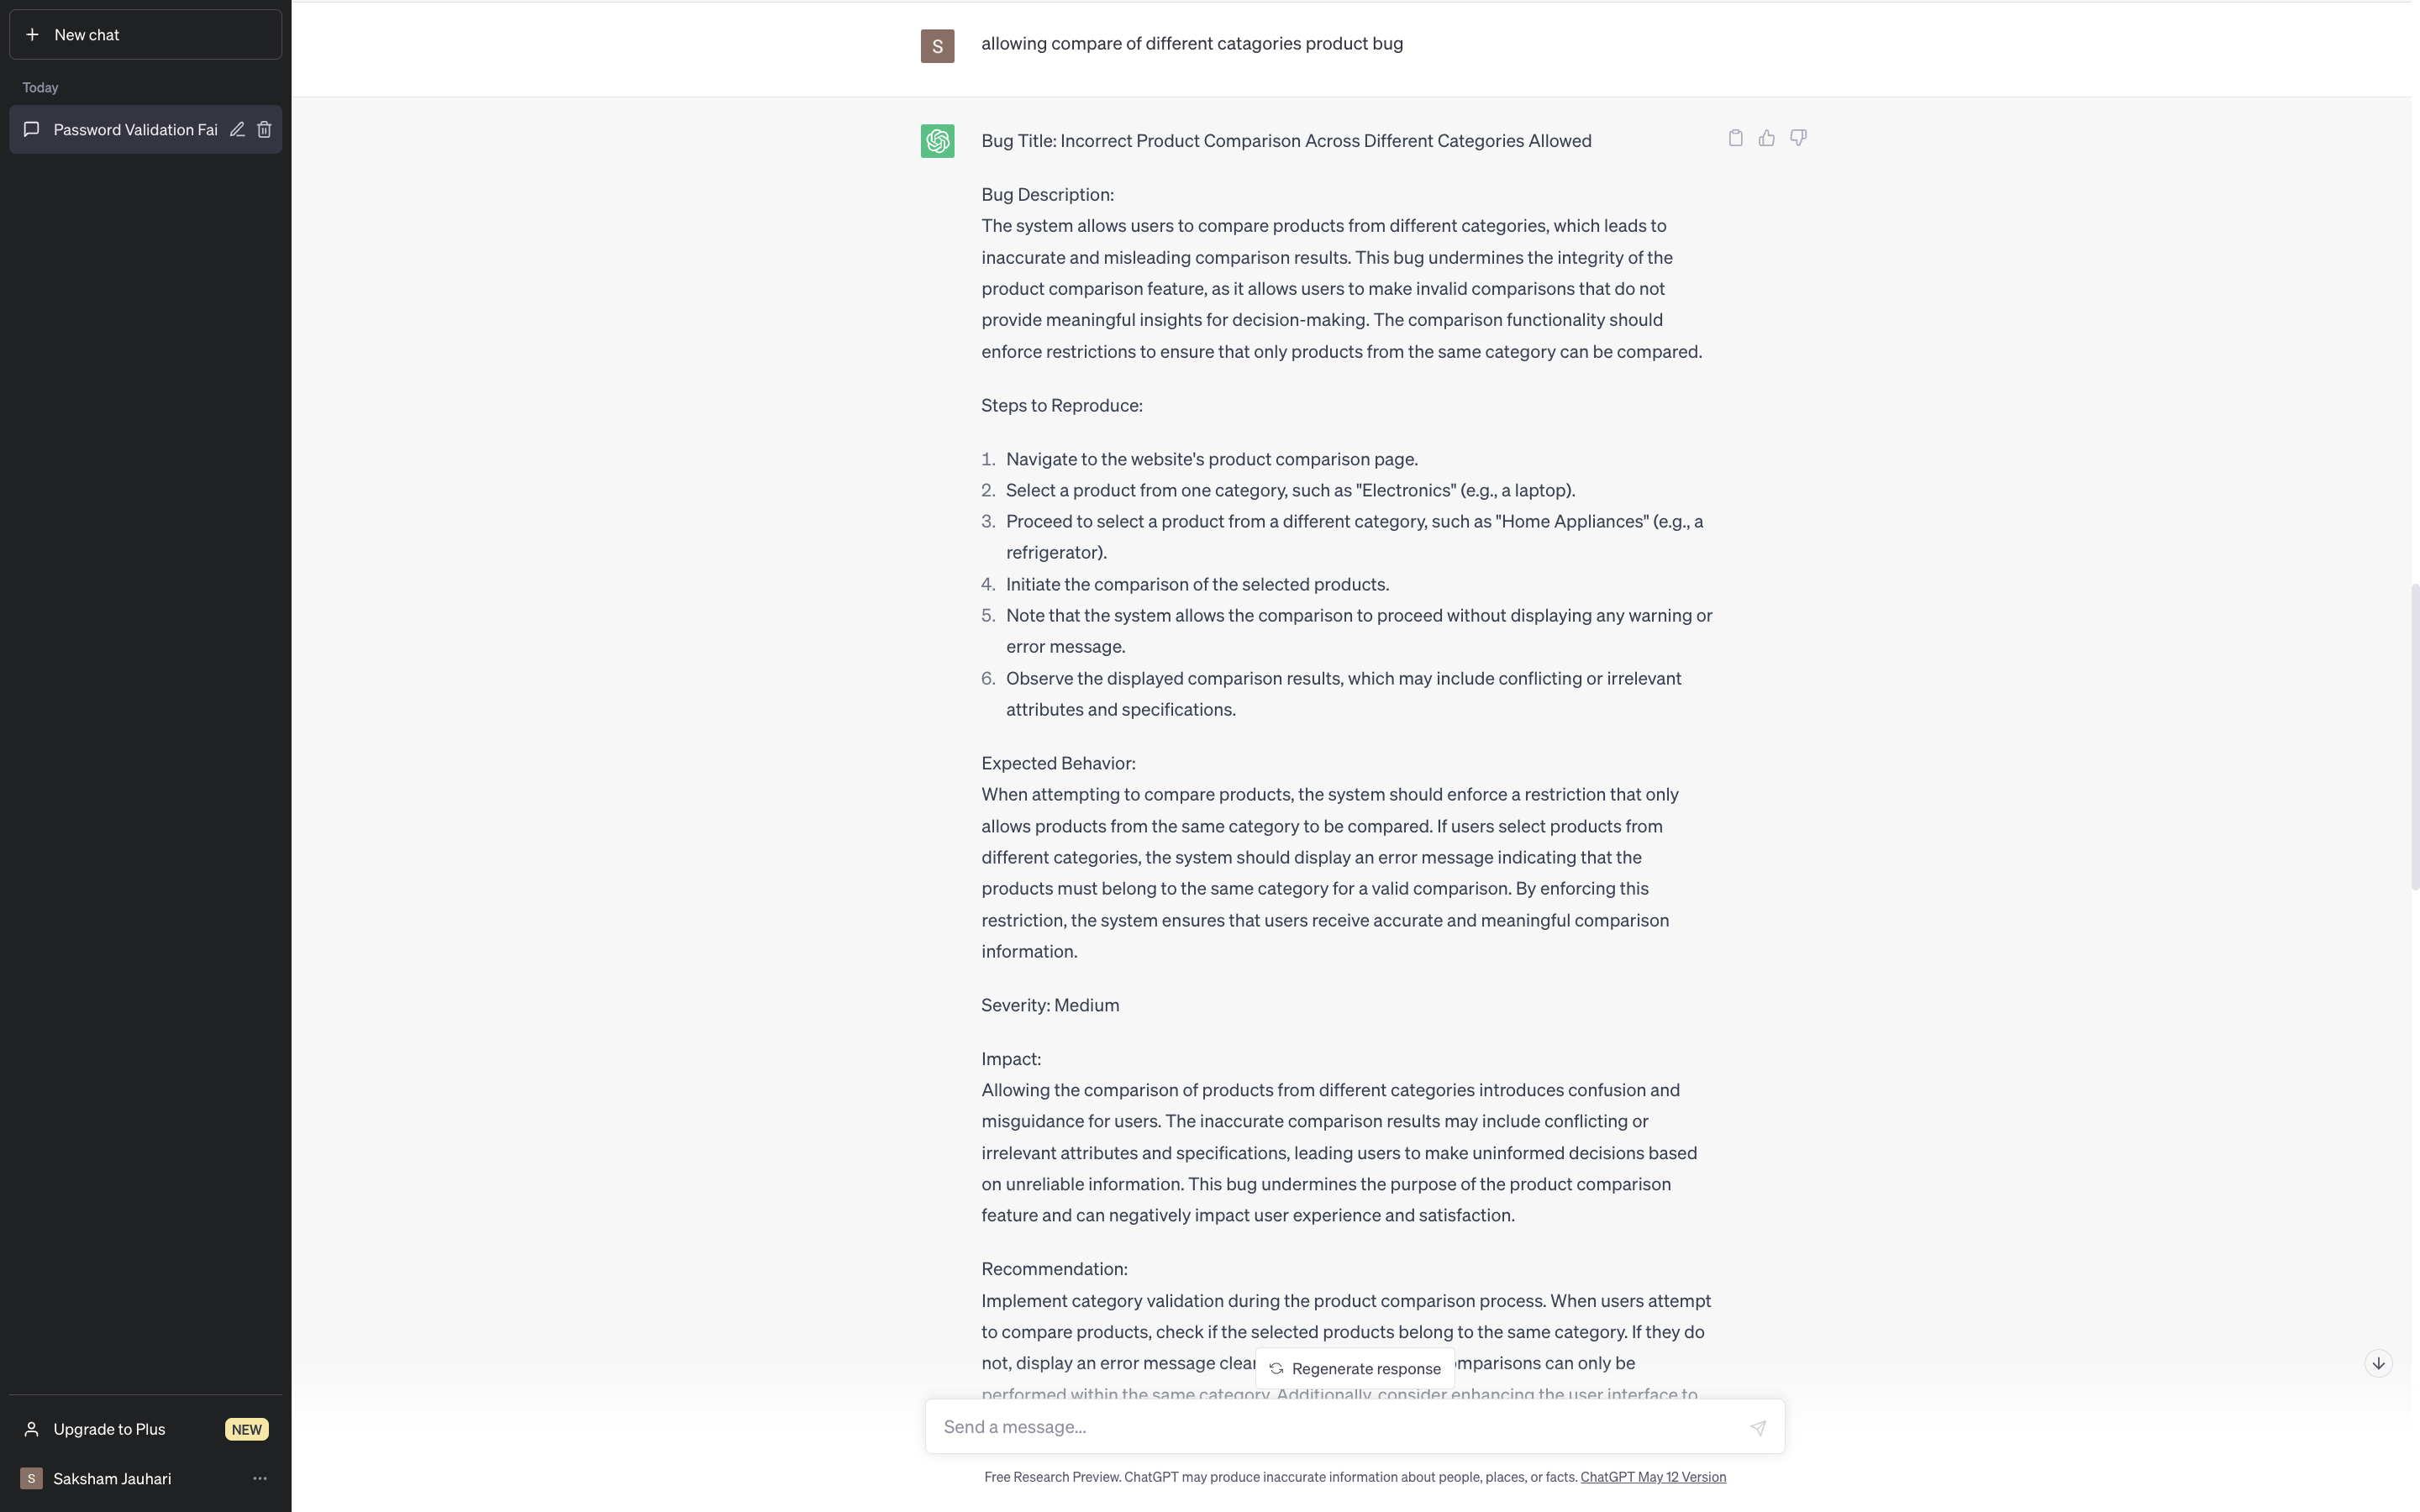 New chat
Today
Password Validation Fai
Upgrade to Plus NEW
S Saksham Jauhari
S allowing compare of different catagories product bug
Bug Title: Incorrect Product Comparison Across Different Categories Allowed
Bug Description:
The system allows users to compare products from different categories, which leads to
inaccurate and misleading comparison results. This bug undermines the integrity of the
product comparison feature, as it allows users to make invalid comparisons that do not
provide meaningful insights for decision-making. The comparison functionality should
enforce restrictions to ensure that only products from the same category can be compared.
Steps to Reproduce:
1. Navigate to the website's product comparison page.
2. Select a product from one category, such as "Electronics" (e.g., a laptop).
3. Proceed to select a product from a different category, such as "Home Appliances" (e.g., a
refrigerator).
4. Initiate the comparison of the selected products.
5. Note that the system allows the comparison to proceed without displaying any warning or
error message.
6. Observe the displayed comparison results, which may include conflicting or irrelevant
attributes and specifications.
Expected Behavior:
When attempting to compare products, the system should enforce a restriction that only
allows products from the same category to be compared. If users select products from
different categories, the system should display an error message indicating that the
products must belong to the same category for a valid comparison. By enforcing this
restriction, the system ensures that users receive accurate and meaningful comparison
information.
Severity: Medium
Impact:
Allowing the comparison of products from different categories introduces confusion and
misguidance for users. The inaccurate comparison results may include conflicting or
irrelevant attributes and specifications, leading users to make uninformed decisions based
on unreliable information. This bug undermines the purpose of the product comparison
feature and can negatively impact user experience and satisfaction.
Recommendation:
Implement category validation during the product comparison process. When users attempt
to compare products, check if the selected products belong to the same category. If they do
not, display an error message clear mparisons can only be
Regenerate response
performed within the same category. Additionally, consider enhancing the user interface to
Send a message...
Free Research Preview. ChatGPT may produce inaccurate information about people, places, or facts. ChatGPT May 12 Version